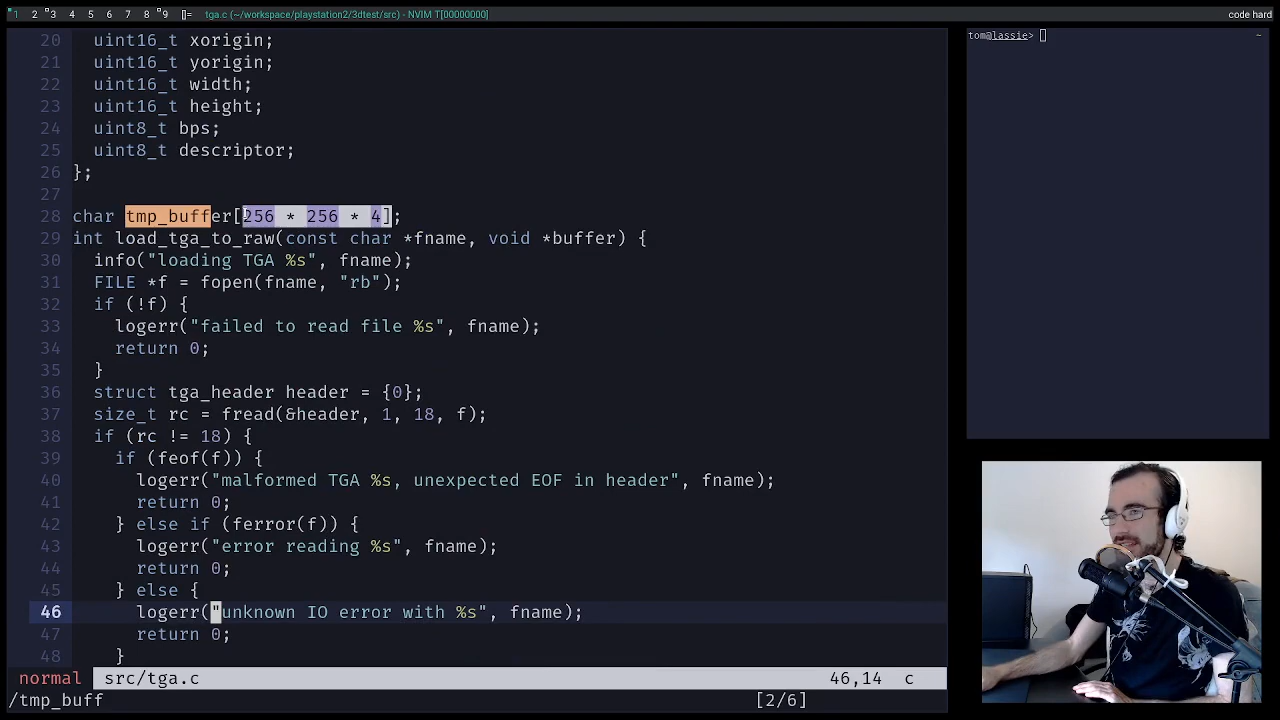 1 2 3 4 5 6 7 8 9 []= tga.c (~/workspace/playstation2/3dtest/src) - NVIM T[00000000] code hard
tom@lassie> ~
20 uint16_t xorigin;
21 uint16_t yorigin;
22 uint16_t width;
23 uint16_t height;
24 uint8_t bps;
25 uint8_t descriptor;
26 };
27
28 char tmp_buffer[256 * 256 * 4];
29 int load_tga_to_raw(const char *fname, void *buffer) {
30 info("loading TGA %s", fname);
31 FILE *f = fopen(fname, "rb");
32 if (!f) {
33 logerr("failed to read file %s", fname);
34 return 0;
35 }
36 struct tga_header header = {0};
37 size_t rc = fread(&header, 1, 18, f);
38 if (rc != 18) {
39 if (feof(f)) {
40 logerr("malformed TGA %s, unexpected EOF in header", fname);
41 return 0;
42 } else if (ferror(f)) {
43 logerr("error reading %s", fname);
44 return 0;
45 } else {
46 logerr("unknown IO error with %s", fname);
47 return 0;
48 }
normal src/tga.c 46,14 c
/tmp_buff [2/6]